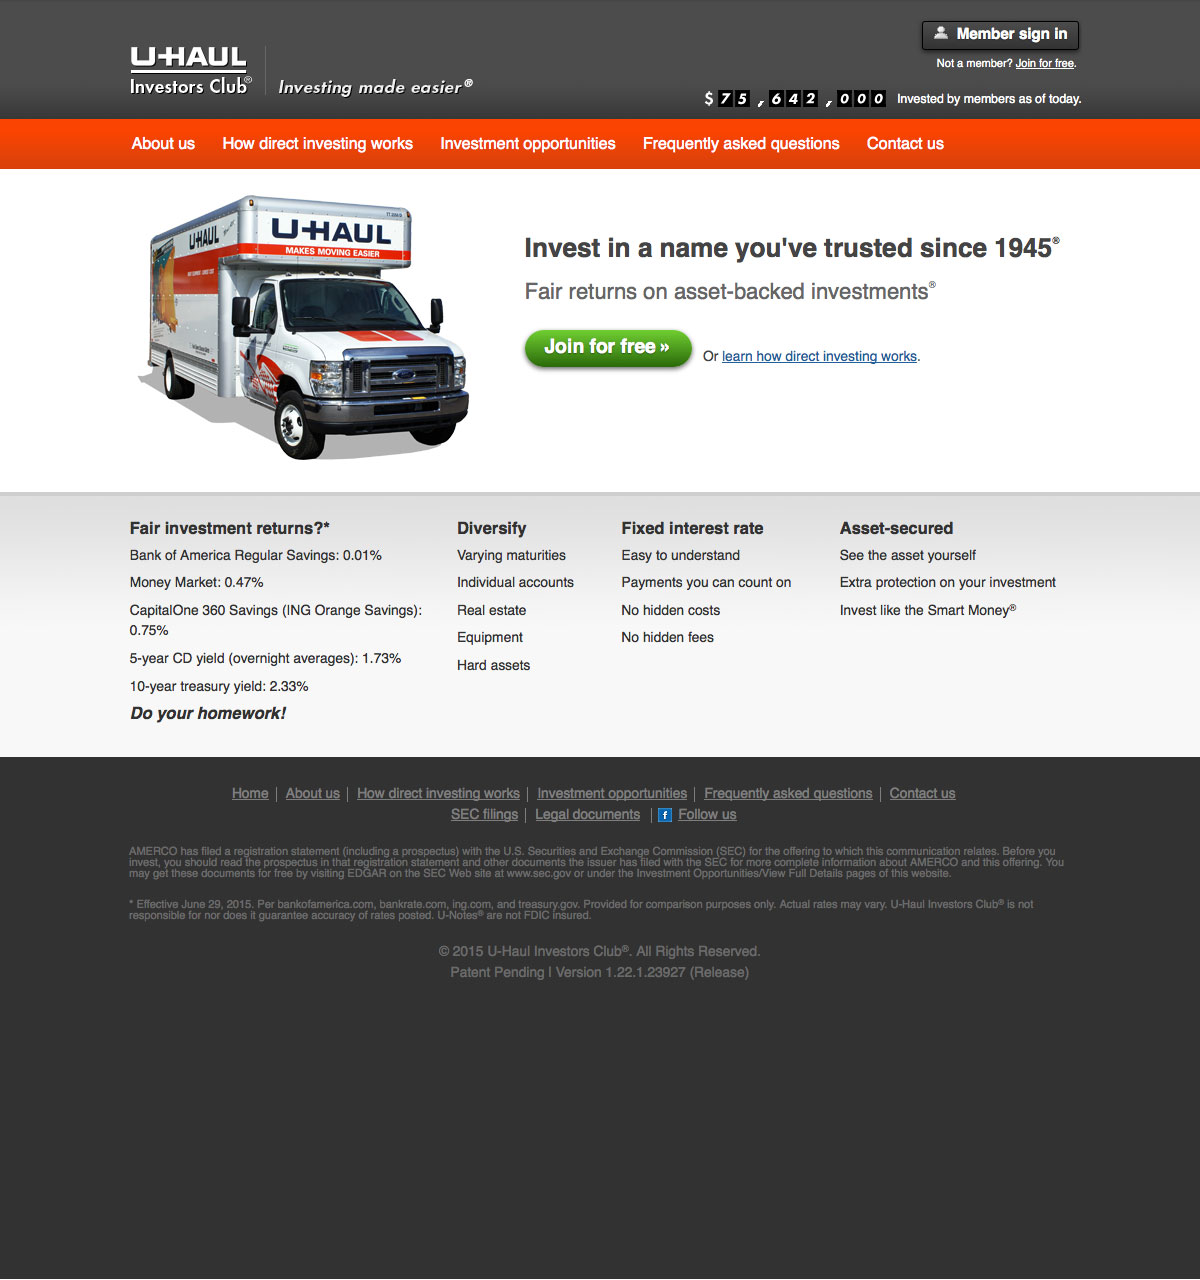 Member sign in
Not a member? Join for free.
U-HAUL
Investors Club®
Investing made easier®
$75,642,000 Invested by members as of today.
About us
How direct investing works
Investment opportunities
Frequently asked questions
Contact us
U-HAUL
U-HAUL
MAKES MOVING EASIER
Invest in a name you've trusted since 1945®
Fair returns on asset-backed investments®
Join for free »
Or learn how direct investing works.
Fair investment returns?*
Bank of America Regular Savings: 0.01%
Money Market: 0.47%
CapitalOne 360 Savings (ING Orange Savings):
0.75%
5-year CD yield (overnight averages): 1.73%
10-year treasury yield: 2.33%
Do your homework!
Diversify
Varying maturities
Individual accounts
Real estate
Equipment
Hard assets
Fixed interest rate
Easy to understand
Payments you can count on
No hidden costs
No hidden fees
Asset-secured
See the asset yourself
Extra protection on your investment
Invest like the Smart Money®
Home | About us | How direct investing works | Investment opportunities | Frequently asked questions | Contact us
SEC filings | Legal documents | f Follow us
AMERCO has filed a registration statement (including a prospectus) with the U.S. Securities and Exchange Commission (SEC) for the offering to which this communication relates. Before you
invest, you should read the prospectus in that registration statement and other documents the issuer has filed with the SEC for more complete information about AMERCO and this offering. You
may get these documents for free by visiting EDGAR on the SEC Web site at www.sec.gov or under the Investment Opportunities/View Full Details pages of this website.
* Effective June 29, 2015. Per bankofamerica.com, bankrate.com, ing.com, and treasury.gov. Provided for comparison purposes only. Actual rates may vary. U-Haul Investors Club® is not
responsible for nor does it guarantee accuracy of rates posted. U-Notes® are not FDIC insured.
© 2015 U-Haul Investors Club®. All Rights Reserved.
Patent Pending | Version 1.22.1.23927 (Release)